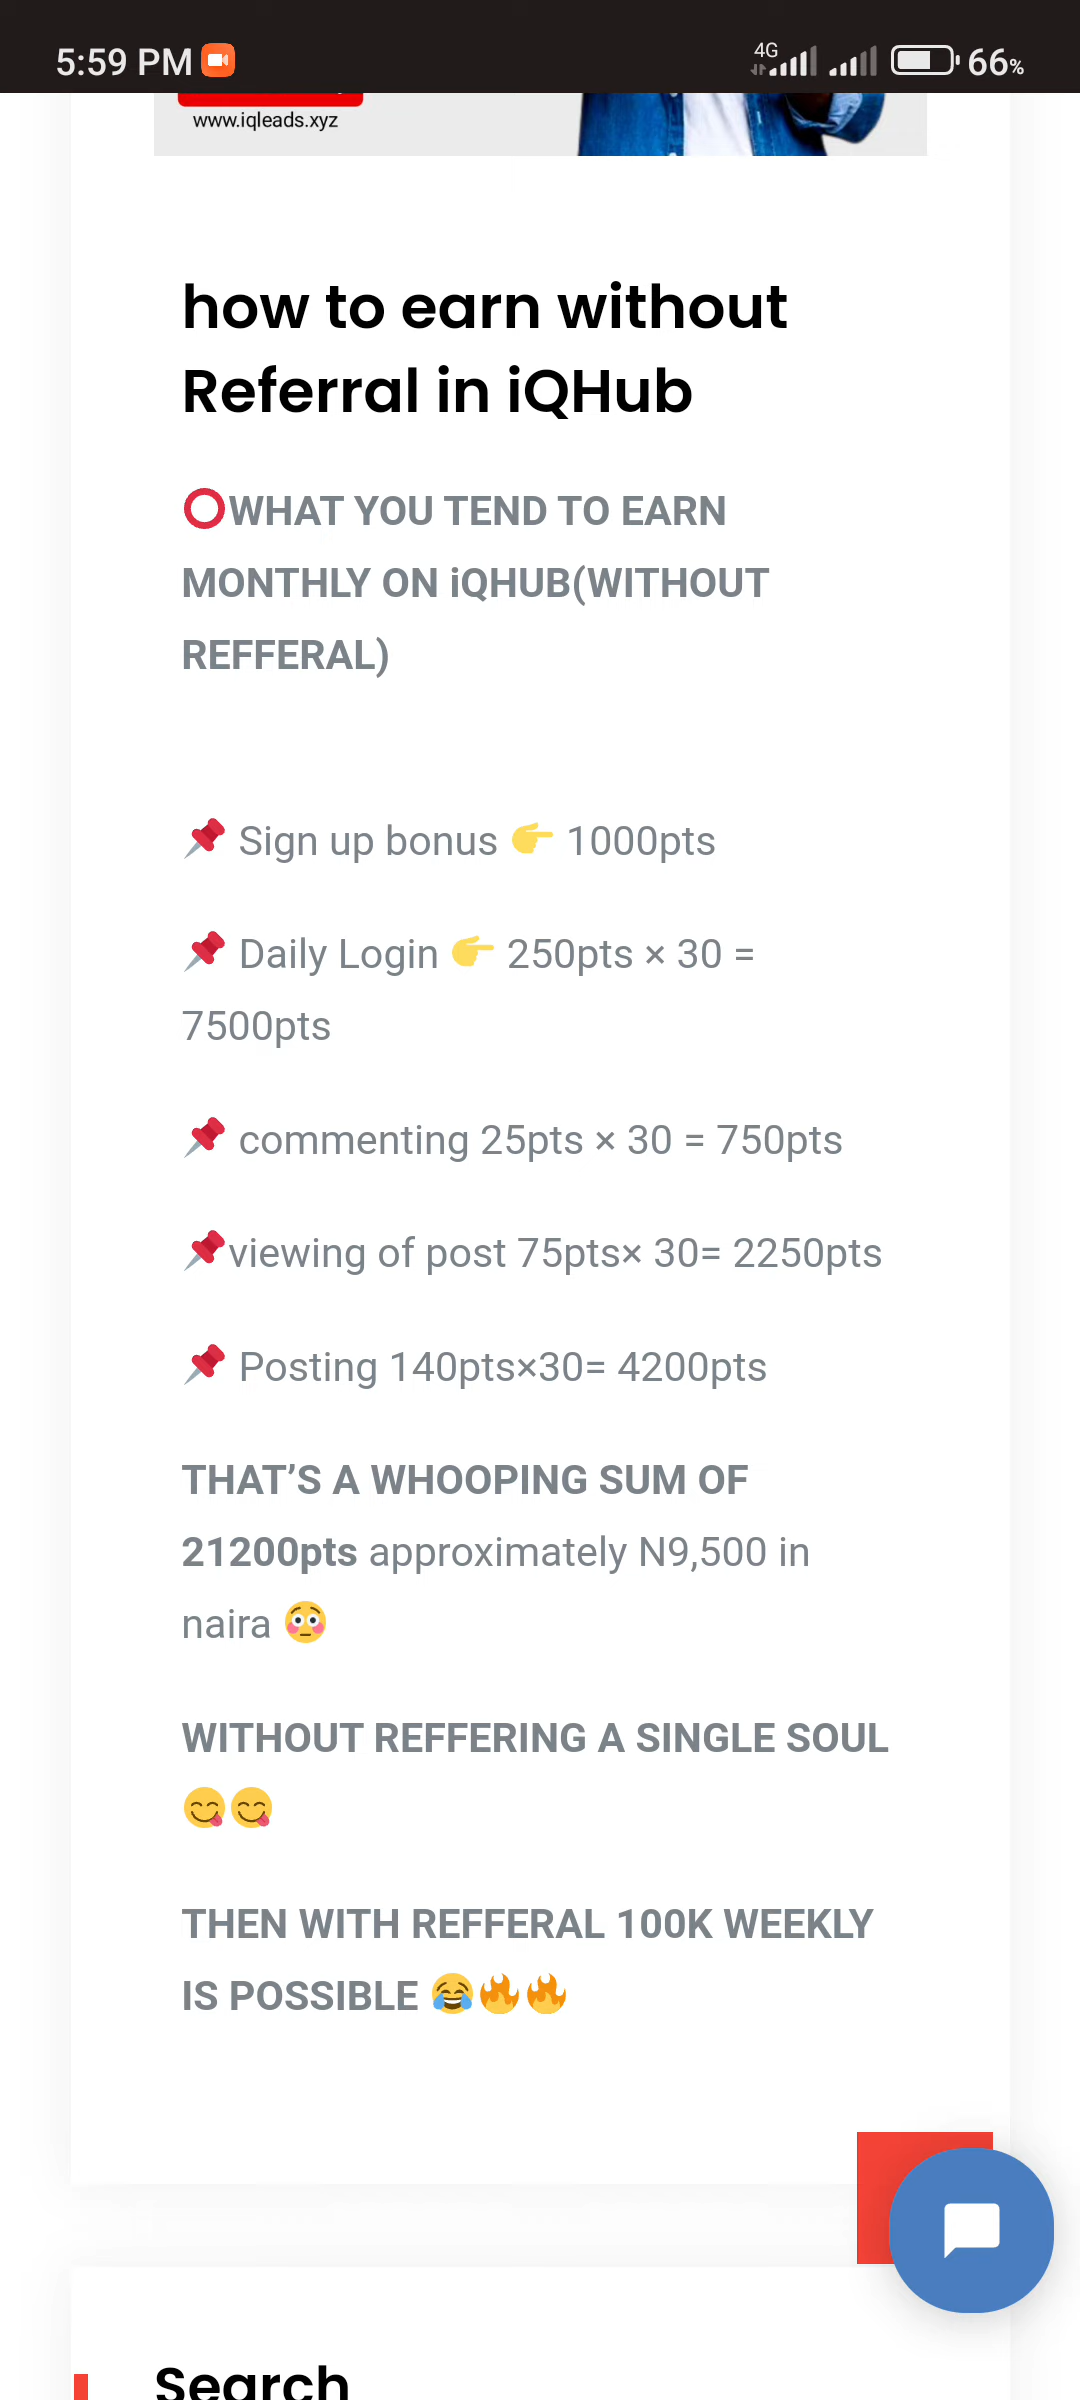 5:59 PM 4G 66%
www.iqleads.xyz
how to earn without
Referral in iQHub
⭕WHAT YOU TEND TO EARN
MONTHLY ON iQHUB(WITHOUT
REFFERAL)
📌 Sign up bonus 👉 1000pts
📌 Daily Login 👉 250pts × 30 =
7500pts
📌 commenting 25pts × 30 = 750pts
📌viewing of post 75pts× 30= 2250pts
📌 Posting 140pts×30= 4200pts
THAT’S A WHOOPING SUM OF
21200pts approximately N9,500 in
naira 😳
WITHOUT REFFERING A SINGLE SOUL
😋😋
THEN WITH REFFERAL 100K WEEKLY
IS POSSIBLE 😂🔥🔥
Search